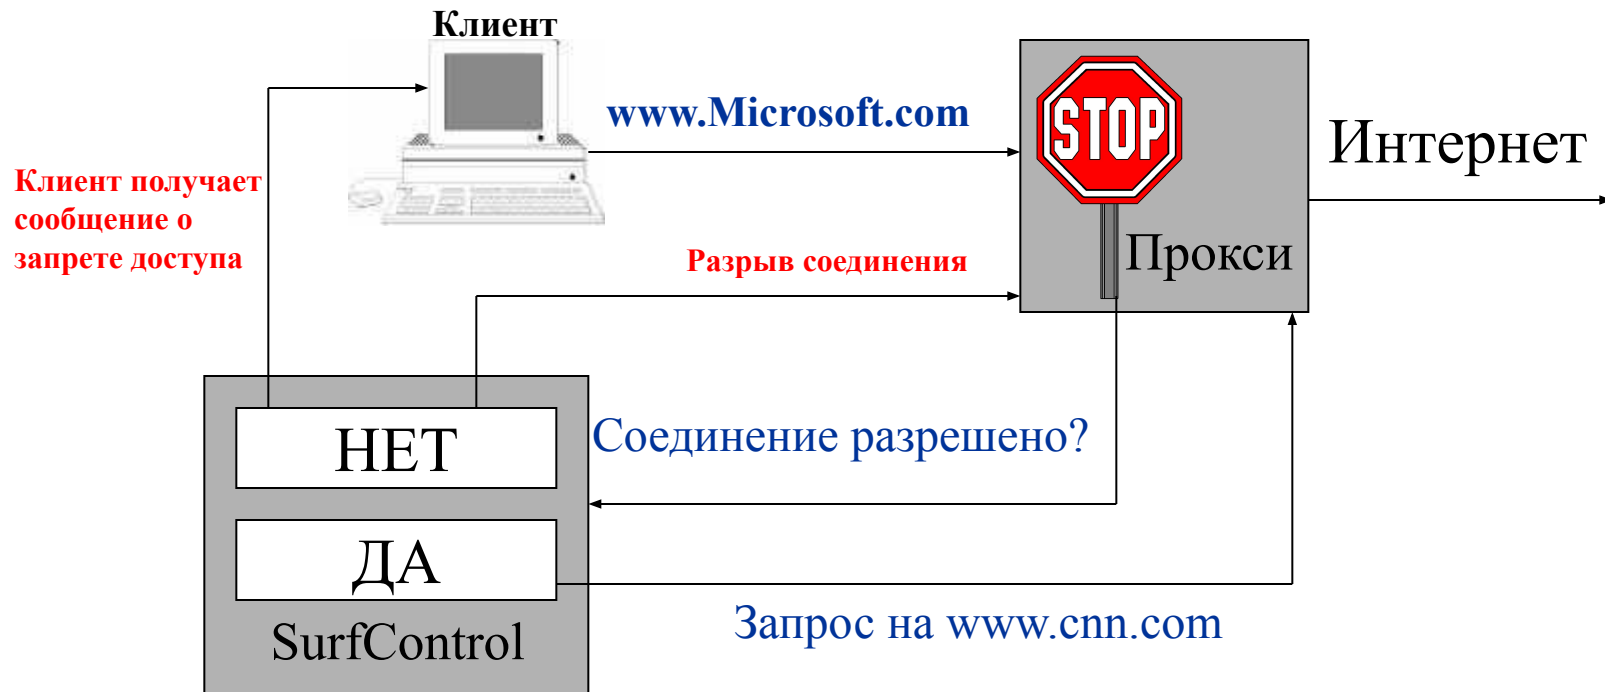 Клиент
www.Microsoft.com
STOP
Интернет
Клиент получает
сообщение о
запрете доступа
Разрыв соединения
Прокси
НЕТ
Соединение разрешено?
ДА
Запрос на www.cnn.com
SurfControl